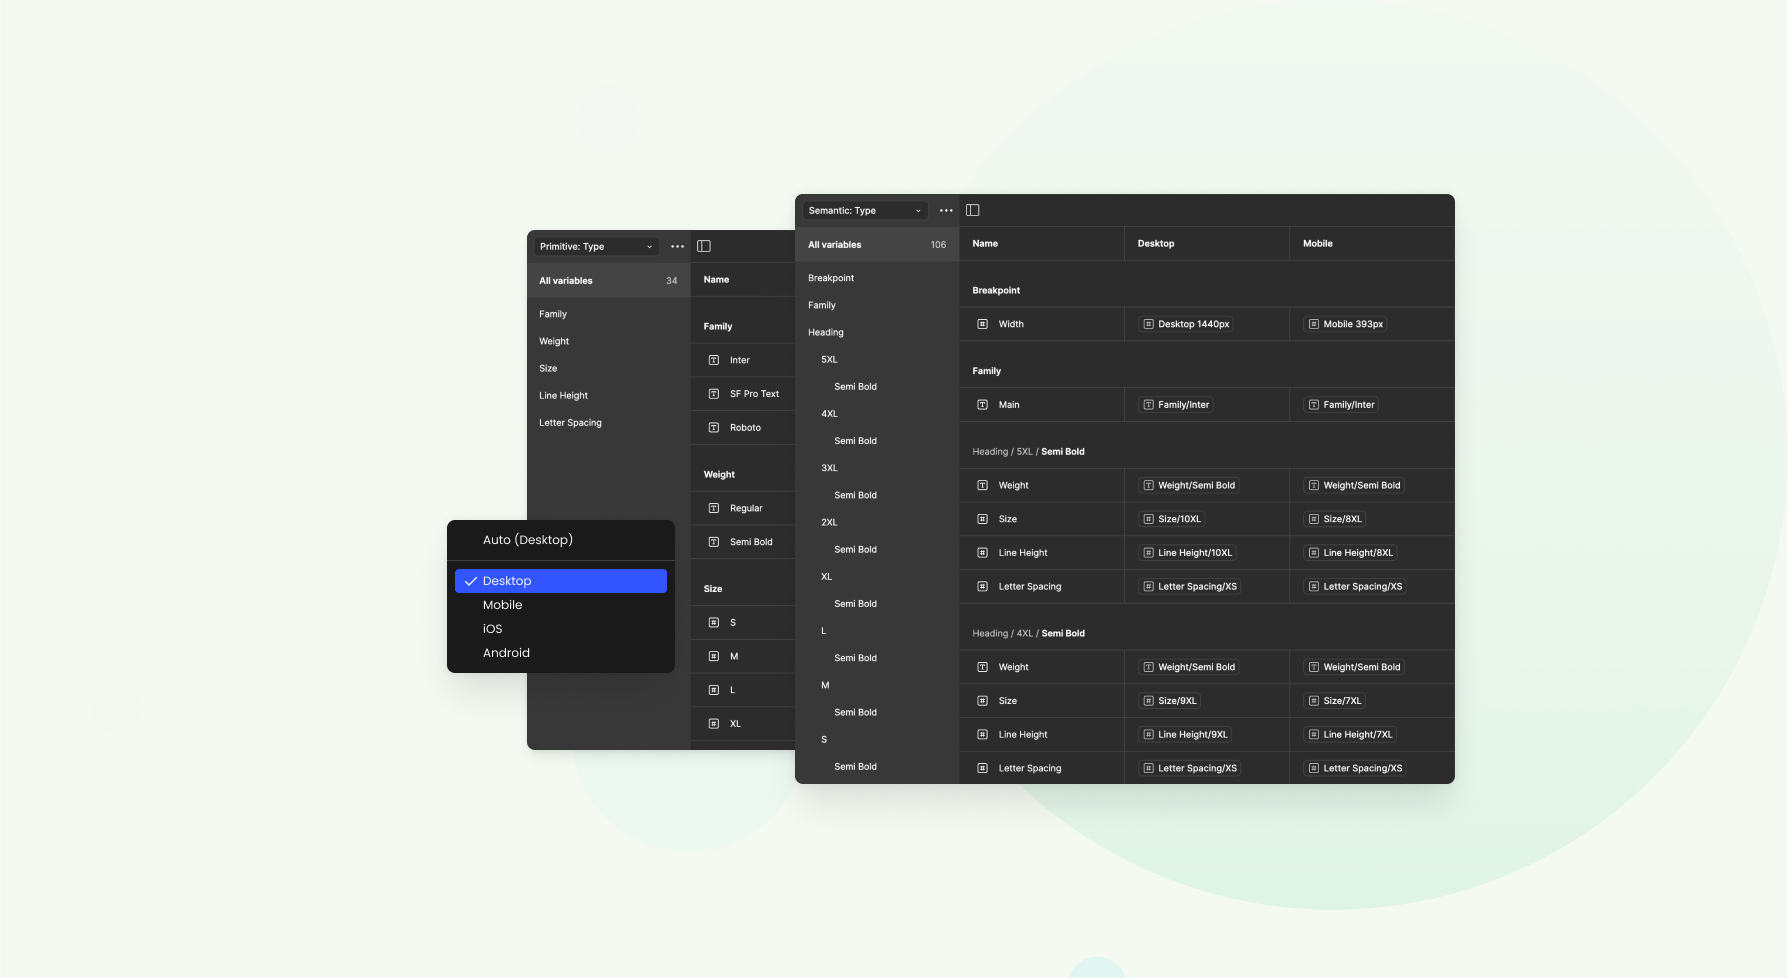 Primitive: Type
All variables 34
Family
Weight
Size
Line Height
Letter Spacing
Name
Family
Inter
SF Pro Text
Roboto
Weight
Regular
Semi Bold
Size
S
M
L
XL
Auto (Desktop)
Desktop
Mobile
iOS
Android
Semantic: Type
All variables 106
Breakpoint
Family
Heading
5XL
Semi Bold
4XL
Semi Bold
3XL
Semi Bold
2XL
Semi Bold
XL
Semi Bold
L
Semi Bold
M
Semi Bold
S
Semi Bold
Name Desktop Mobile
Breakpoint
Width Desktop 1440px Mobile 393px
Family
Main Family/Inter Family/Inter
Heading / 5XL / Semi Bold
Weight Weight/Semi Bold Weight/Semi Bold
Size Size/10XL Size/8XL
Line Height Line Height/10XL Line Height/8XL
Letter Spacing Letter Spacing/XS Letter Spacing/XS
Heading / 4XL / Semi Bold
Weight Weight/Semi Bold Weight/Semi Bold
Size Size/9XL Size/7XL
Line Height Line Height/9XL Line Height/7XL
Letter Spacing Letter Spacing/XS Letter Spacing/XS